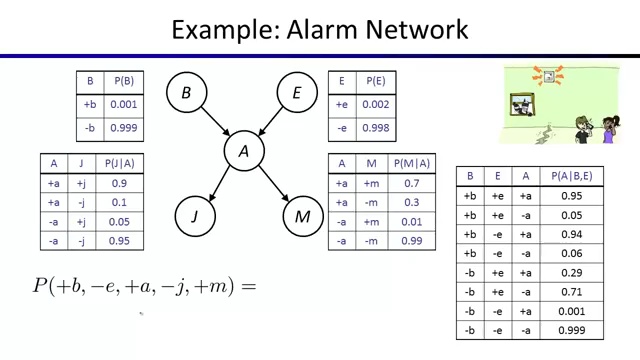 Example: Alarm Network
B P(B)
+b 0.001
-b 0.999
B
E
E P(E)
+e 0.002
-e 0.998
A
A J P(J|A)
+a +j 0.9
+a -j 0.1
-a +j 0.05
-a -j 0.95
J
M
A M P(M|A)
+a +m 0.7
+a -m 0.3
-a +m 0.01
-a -m 0.99
B E A P(A|B,E)
+b +e +a 0.95
+b +e -a 0.05
+b -e +a 0.94
+b -e -a 0.06
-b +e +a 0.29
-b +e -a 0.71
-b -e +a 0.001
-b -e -a 0.999
P(+b, −e, +a, −j, +m) =